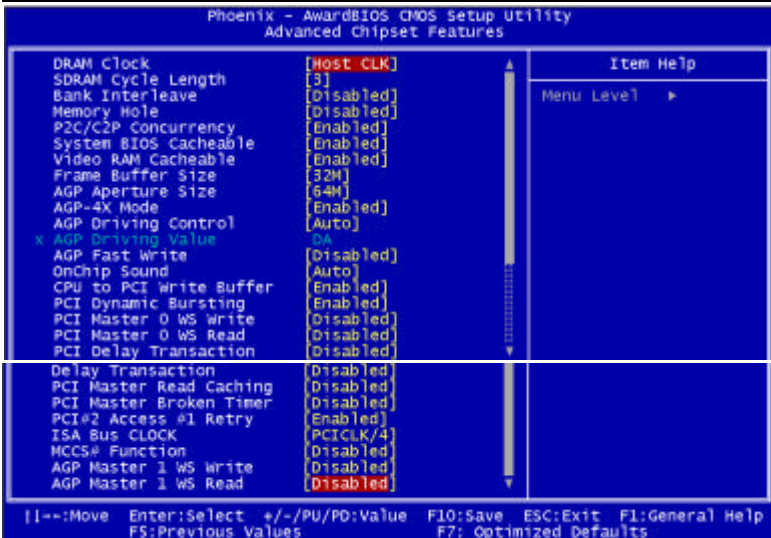 Phoenix - AwardBIOS CMOS Setup Utility
Advanced Chipset Features
DRAM Clock [Host CLK]
SDRAM Cycle Length [3]
Bank Interleave [Disabled]
Memory Hole [Disabled]
P2C/C2P Concurrency [Enabled]
System BIOS Cacheable [Enabled]
Video RAM Cacheable [Enabled]
Frame Buffer Size [32M]
AGP Aperture Size [64M]
AGP-4X Mode [Enabled]
AGP Driving Control [Auto]
x AGP Driving Value DA
AGP Fast Write [Disabled]
OnChip Sound [Auto]
CPU to PCI Write Buffer [Enabled]
PCI Dynamic Bursting [Enabled]
PCI Master 0 WS Write [Disabled]
PCI Master 0 WS Read [Disabled]
PCI Delay Transaction [Disabled]
Delay Transaction [Disabled]
PCI Master Read Caching [Disabled]
PCI Master Broken Timer [Disabled]
PCI#2 Access #1 Retry [Enabled]
ISA Bus CLOCK [PCICLK/4]
MCCS# Function [Disabled]
AGP Master 1 WS Write [Disabled]
AGP Master 1 WS Read [Disabled]
Item Help
Menu Level ▸
||--:Move Enter:Select +/-/PU/PD:Value F10:Save ESC:Exit F1:General Help
F5:Previous Values F7: Optimized Defaults